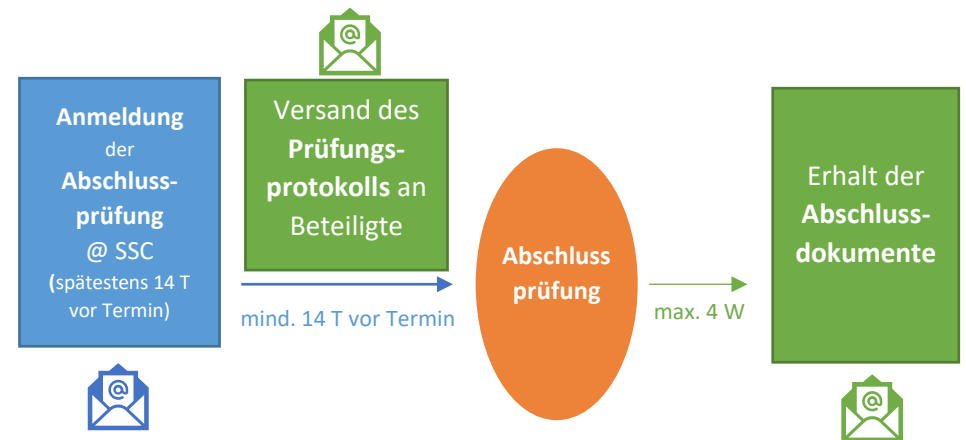 Anmeldung
der
Abschluss-
prüfung
@ SSC
(spätestens 14 T
vor Termin)
Versand des
Prüfungs-
protokolls an
Beteiligte
mind. 14 T vor Termin
Abschluss
prüfung
max. 4 W
Erhalt der
Abschluss-
dokumente
@
@
@